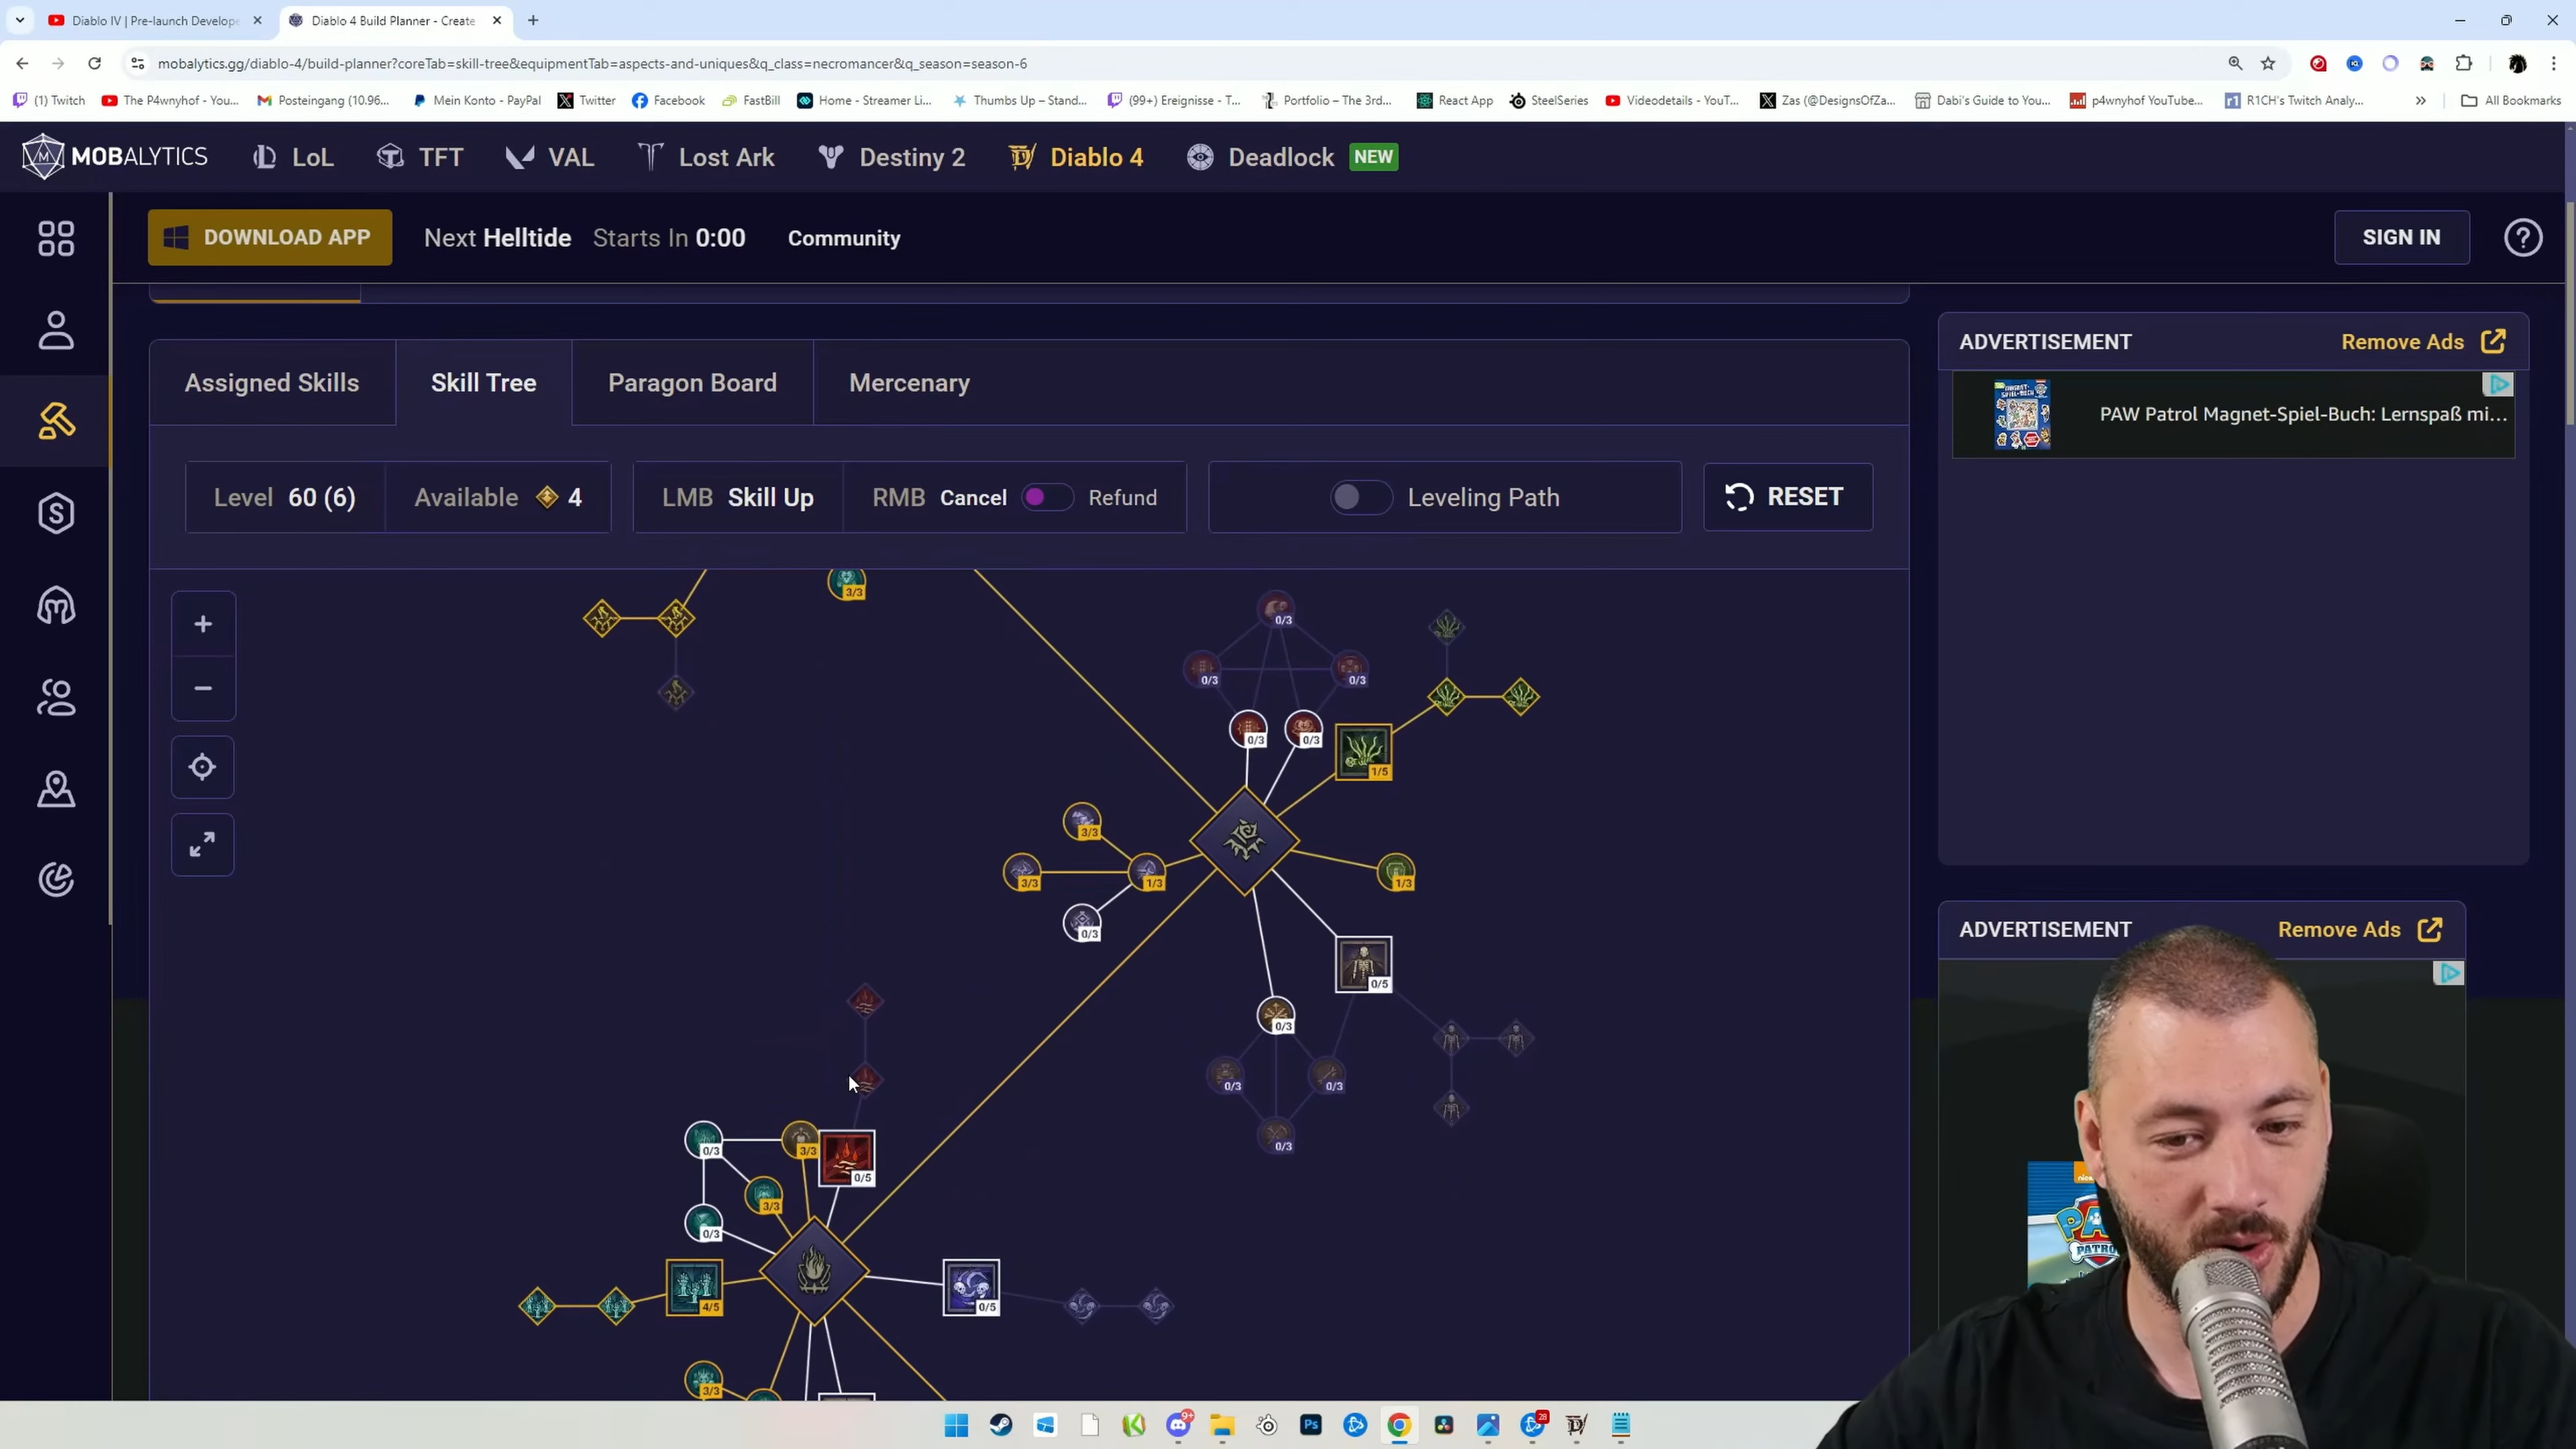 Diablo IV | Pre-launch Develope
Diablo 4 Build Planner - Create
mobalytics.gg/diablo-4/build-planner?coreTab=skill-tree&equipmentTab=aspects-and-uniques&q_class=necromancer&q_season=season-6
(1) Twitch
The P4wnyhof - You...
Posteingang (10.96...
Mein Konto - PayPal
Twitter
Facebook
FastBill
Home - Streamer Li...
Thumbs Up – Stand...
(99+) Ereignisse - T...
Portfolio – The 3rd...
React App
SteelSeries
Videodetails - YouT...
Zas (@DesignsOfZa...
Dabi's Guide to You...
p4wnyhof YouTube...
R1CH's Twitch Analy...
All Bookmarks
MOBALYTICS
LoL
TFT
VAL
Lost Ark
Destiny 2
Diablo 4
Deadlock NEW
DOWNLOAD APP
Next Helltide Starts In 0:00
Community
SIGN IN
Assigned Skills
Skill Tree
Paragon Board
Mercenary
ADVERTISEMENT
Remove Ads
PAW Patrol Magnet-Spiel-Buch: Lernspaß mi...
Level 60 (6)
Available 4
LMB Skill Up
RMB Cancel Refund
Leveling Path
RESET
3/3
0/3
0/3
0/3
0/3
0/3
1/5
3/3
3/3
1/3
1/3
0/3
0/5
0/3
0/3
0/3
0/3
ADVERTISEMENT
Remove Ads
0/3
3/3
0/5
3/3
0/3
4/5
0/5
3/3
PATROL
9+
Ps
28